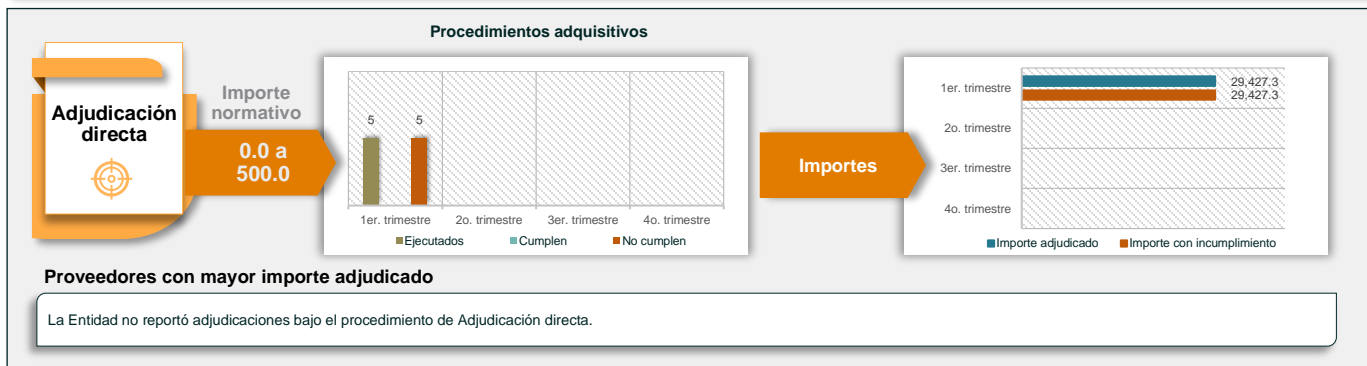 Procedimientos adquisitivos
Adjudicación
directa
Importe
normativo
0.0 a
500.0
5 5
1er. trimestre 2o. trimestre 3er. trimestre 4o. trimestre
Ejecutados Cumplen No cumplen
Importes
1er. trimestre
29,427.3
29,427.3
2o. trimestre
3er. trimestre
4o. trimestre
Importe adjudicado Importe con incumplimiento
Proveedores con mayor importe adjudicado
La Entidad no reportó adjudicaciones bajo el procedimiento de Adjudicación directa.